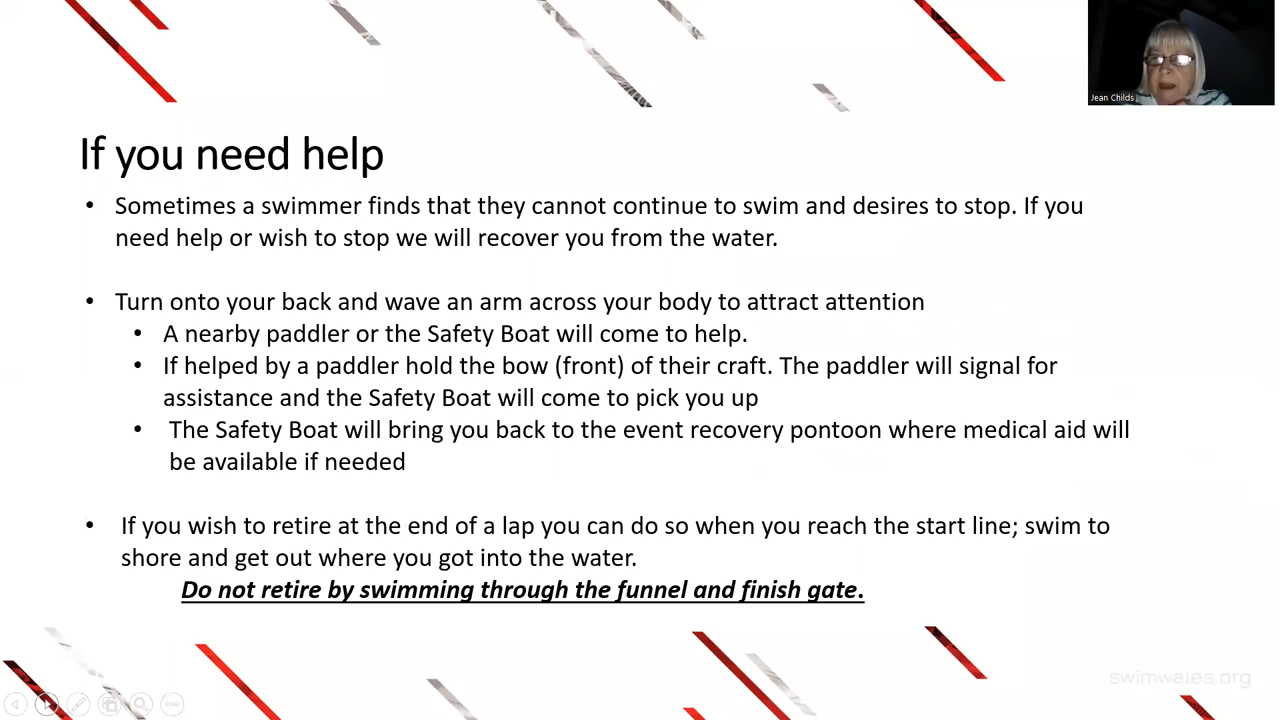 Jean Childs
If you need help
• Sometimes a swimmer finds that they cannot continue to swim and desires to stop. If you
need help or wish to stop we will recover you from the water.
• Turn onto your back and wave an arm across your body to attract attention
• A nearby paddler or the Safety Boat will come to help.
• If helped by a paddler hold the bow (front) of their craft. The paddler will signal for
assistance and the Safety Boat will come to pick you up
• The Safety Boat will bring you back to the event recovery pontoon where medical aid will
be available if needed
• If you wish to retire at the end of a lap you can do so when you reach the start line; swim to
shore and get out where you got into the water.
Do not retire by swimming through the funnel and finish gate.
swimwales.org